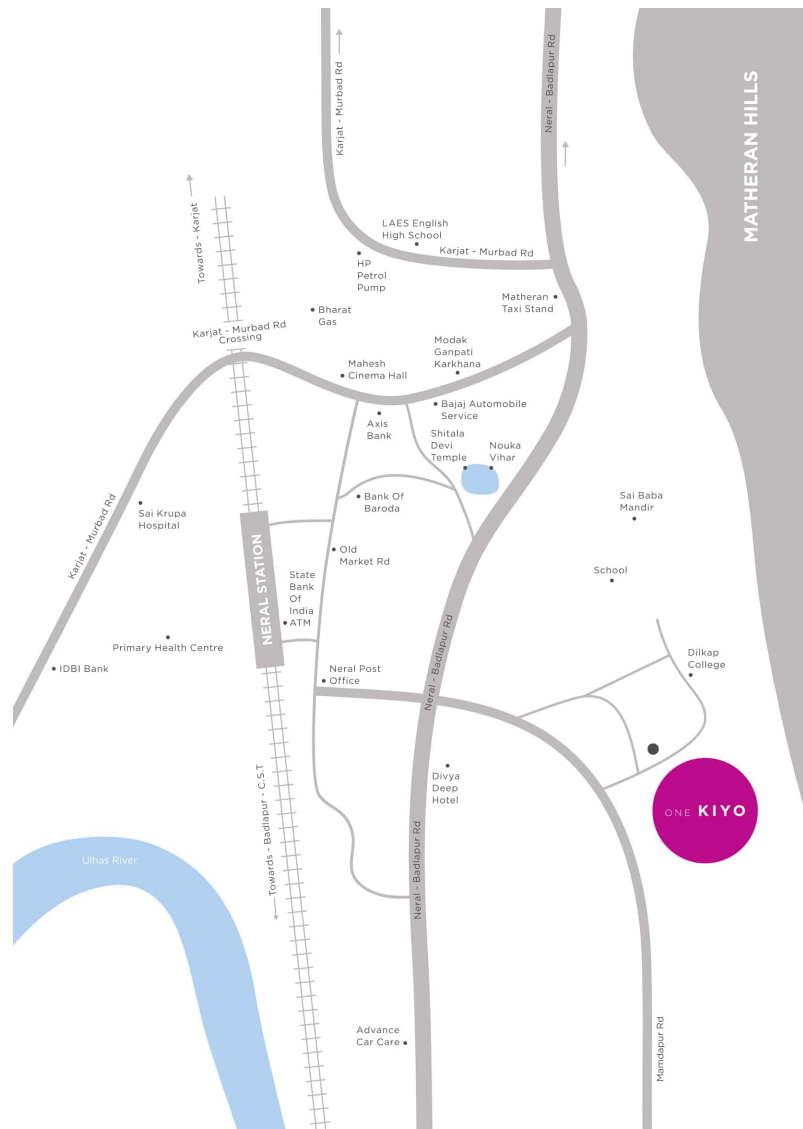 MATHERAN HILLS
Karjat - Murbad Rd
Neral - Badlapur Rd
Towards - Karjat
LAES English
High School
Karjat - Murbad Rd
HP
Petrol
Pump
Matheran
Taxi Stand
Bharat
Gas
Karjat - Murbad Rd
Crossing
Mahesh
Cinema Hall
Modak
Ganpati
Karkhana
Bajaj Automobile
Service
Axis
Bank
Shitala
Devi
Temple
Nouka
Vihar
Bank Of
Baroda
Sai Krupa
Hospital
Karjat - Murbad Rd
Sai Baba
Mandir
Old
Market Rd
NERAL STATION
State
Bank
Of
India
ATM
School
Primary Health Centre
IDBI Bank
Neral Post
Office
Neral - Badlapur Rd
Dilkap
College
Divya
Deep
Hotel
ONE KIYO
Towards - Badlapur - C.S.T
Neral - Badlapur Rd
Ulhas River
Advance
Car Care
Mamdapur Rd